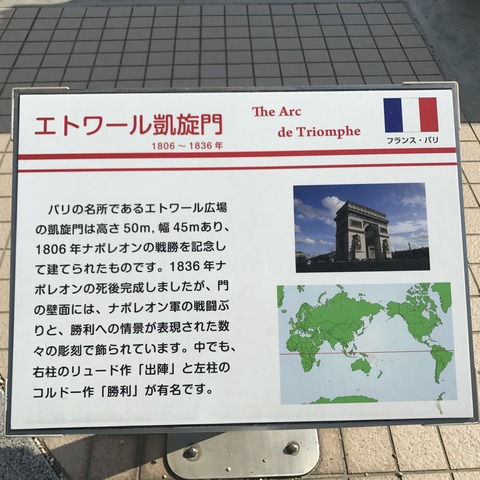 エトワール凱旋門
1806～1836年
The Arc
de Triomphe
フランス・パリ
パリの名所であるエトワール広場
の凱旋門は高さ50m,幅45mあり、
1806年ナポレオンの戦勝を記念し
て建てられたものです。1836年ナ
ポレオンの死後完成しましたが、門
の壁面には、ナポレオン軍の戦闘ぶ
りと、勝利への情景が表現された数
々の彫刻で飾られています。中でも、
右柱のリュード作「出陣」と左柱の
コルドー作「勝利」が有名です。